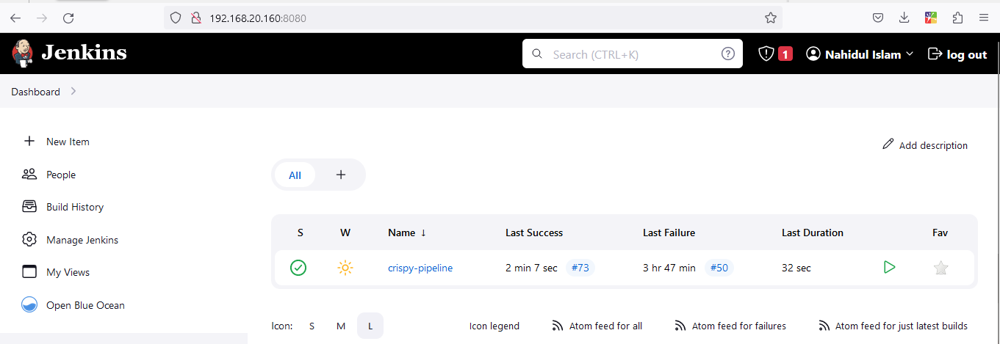 192.168.20.160:8080
Jenkins
Search (CTRL+K)
1
Nahidul Islam
log out
Dashboard
New Item
People
Build History
Manage Jenkins
My Views
Open Blue Ocean
Add description
All
S W Name ↓ Last Success Last Failure Last Duration Fav
crispy-pipeline 2 min 7 sec #73 3 hr 47 min #50 32 sec
Icon: S M L Icon legend Atom feed for all Atom feed for failures Atom feed for just latest builds